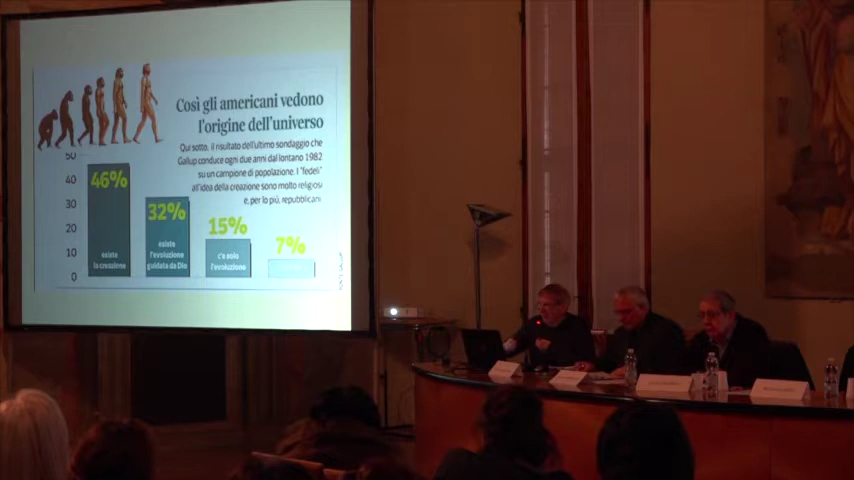 Così gli americani vedono
l'origine dell'universo
Qui sotto, il risultato dell'ultimo sondaggio che
Gallup conduce ogni due anni dal lontano 1982
su un campione di popolazione. I "fedeli"
all'idea della creazione sono molto religiosi
e, per lo più, repubblicani
50
40
30
20
10
0
46%
esiste
la creazione
32%
esiste
l'evoluzione
guidata da Dio
15%
c'è solo
l'evoluzione
7%